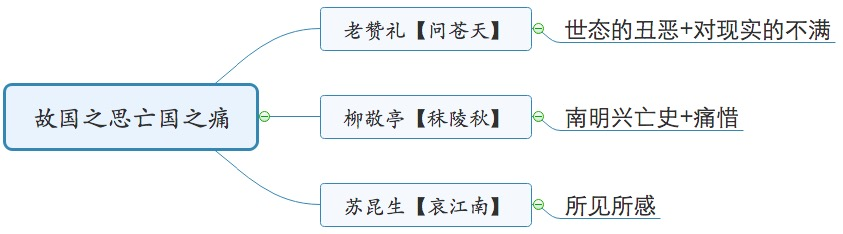 故国之思亡国之痛
老赞礼【问苍天】
世态的丑恶+对现实的不满
柳敬亭【秣陵秋】
南明兴亡史+痛惜
苏昆生【哀江南】
所见所感